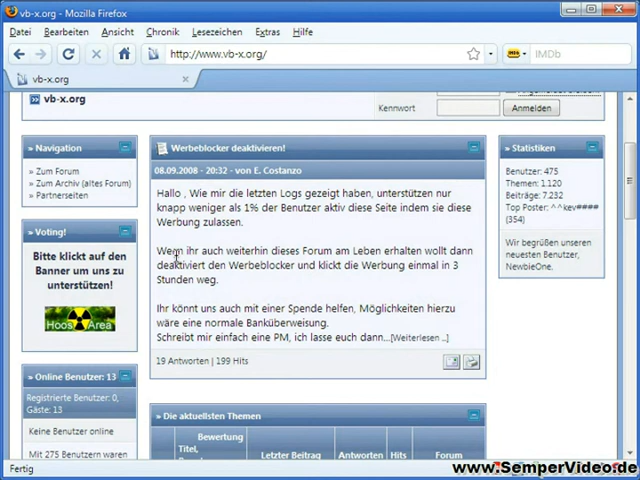 vb-x.org - Mozilla Firefox
Datei Bearbeiten Ansicht Chronik Lesezeichen Extras Hilfe
http://www.vb-x.org/
IMDb
vb-x.org
vb-x.org
Kennwort
Anmelden
» Navigation
» Zum Forum
» Zum Archiv (altes Forum)
» Partnerseiten
» Voting!
Bitte klickt auf den
Banner um uns zu
unterstützen!
Hoos Area
» Online Benutzer: 13
Registrierte Benutzer: 0,
Gäste: 13
Keine Benutzer online
Mit 275 Benutzern waren
Werbeblocker deaktivieren!
08.09.2008 - 20:32 - von E. Costanzo
Hallo , Wie mir die letzten Logs gezeigt haben, unterstützen nur
knapp weniger als 1% der Benutzer aktiv diese Seite indem sie diese
Werbung zulassen.
Wenn ihr auch weiterhin dieses Forum am Leben erhalten wollt dann
deaktiviert den Werbeblocker und klickt die Werbung einmal in 3
Stunden weg.
Ihr könnt uns auch mit einer Spende helfen, Möglichkeiten hierzu
wäre eine normale Banküberweisung.
Schreibt mir einfach eine PM, ich lasse euch dann...[Weiterlesen ..]
19 Antworten | 199 Hits
» Die aktuellsten Themen
Bewertung
Titel,
Letzter Beitrag Antworten Hits Forum
» Statistiken
Benutzer: 475
Themen: 1.120
Beiträge: 7.232
Top Poster: ^^kev####
(354)
Wir begrüßen unseren
neuesten Benutzer,
NewbieOne.
Fertig
www.SemperVideo.de